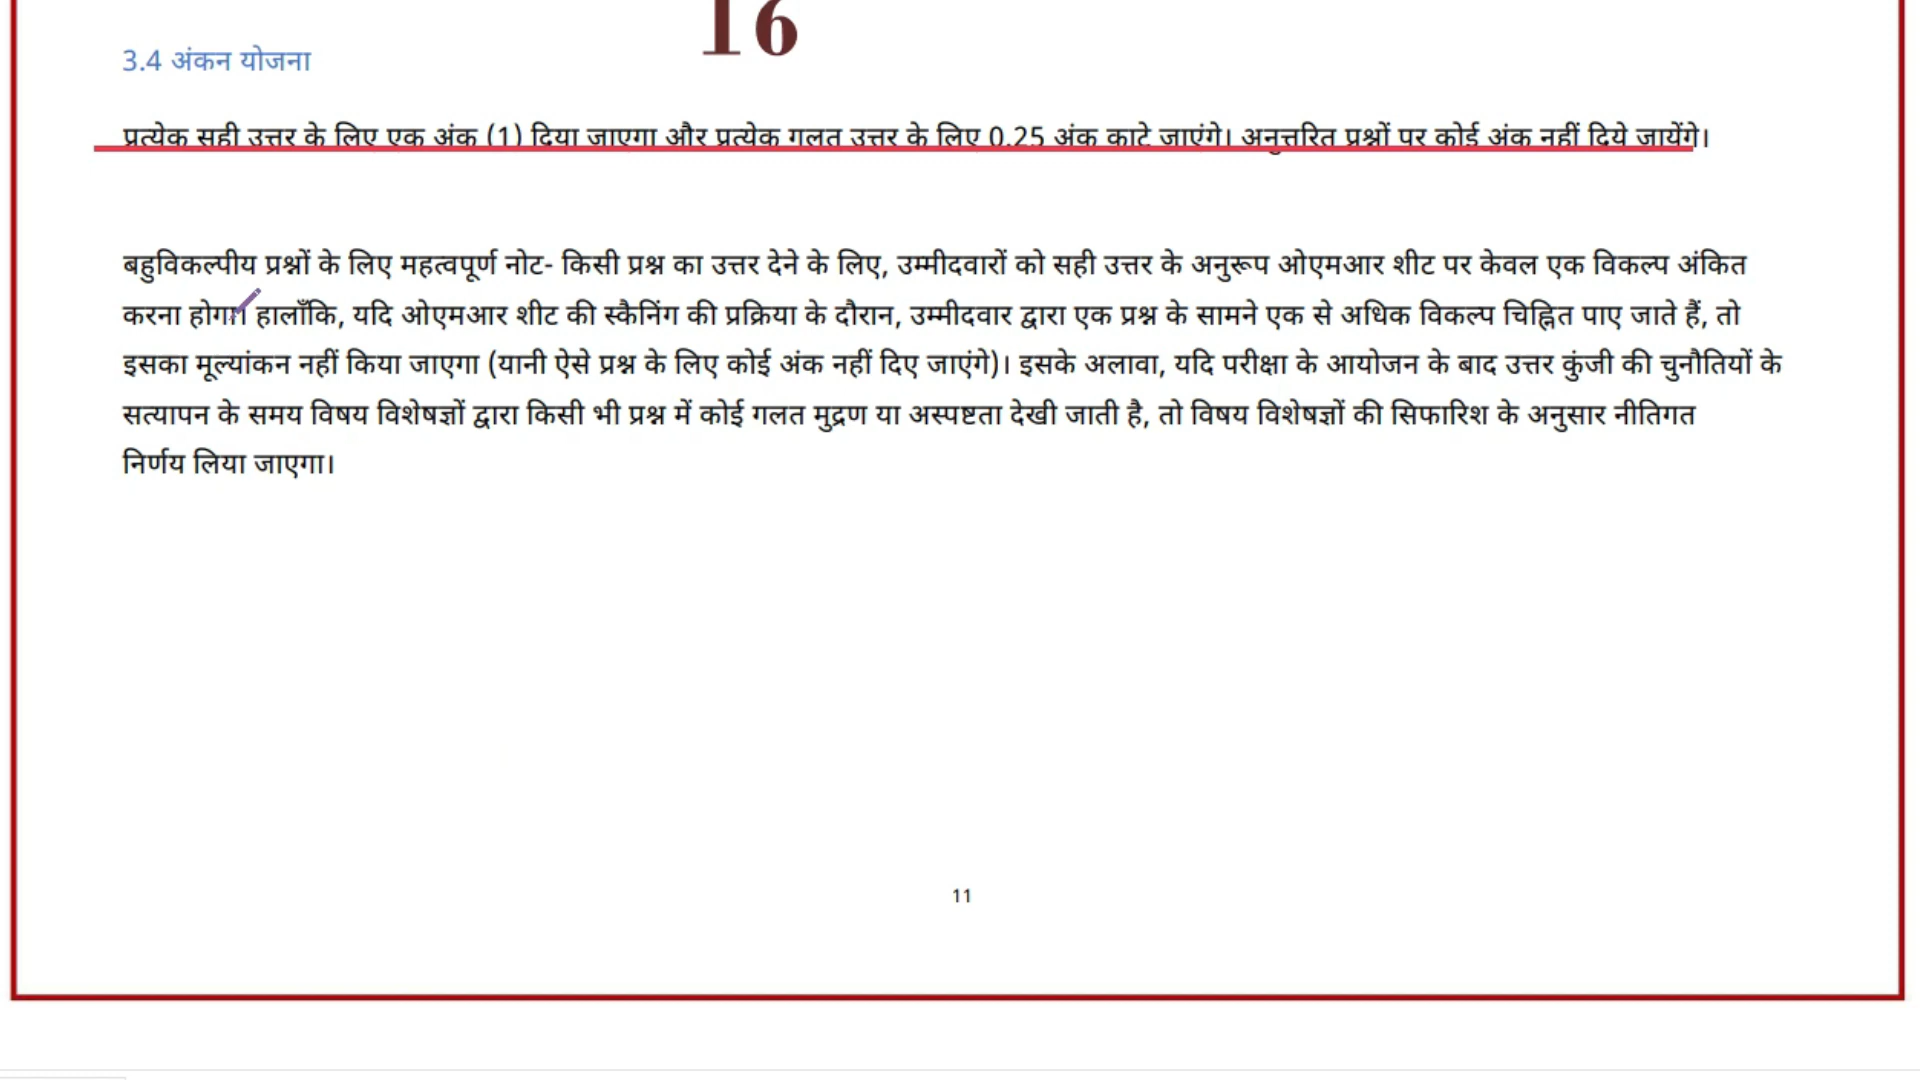 16
3.4 अंकन योजना
प्रत्येक सही उत्तर के लिए एक अंक (1) दिया जाएगा और प्रत्येक गलत उत्तर के लिए 0.25 अंक काटे जाएंगे। अनुत्तरित प्रश्नों पर कोई अंक नहीं दिये जायेंगे।
बहुविकल्पीय प्रश्नों के लिए महत्वपूर्ण नोट- किसी प्रश्न का उत्तर देने के लिए, उम्मीदवारों को सही उत्तर के अनुरूप ओएमआर शीट पर केवल एक विकल्प अंकित
करना होगा। हालाँकि, यदि ओएमआर शीट की स्कैनिंग की प्रक्रिया के दौरान, उम्मीदवार द्वारा एक प्रश्न के सामने एक से अधिक विकल्प चिह्नित पाए जाते हैं, तो
इसका मूल्यांकन नहीं किया जाएगा (यानी ऐसे प्रश्न के लिए कोई अंक नहीं दिए जाएंगे)। इसके अलावा, यदि परीक्षा के आयोजन के बाद उत्तर कुंजी की चुनौतियों के
सत्यापन के समय विषय विशेषज्ञों द्वारा किसी भी प्रश्न में कोई गलत मुद्रण या अस्पष्टता देखी जाती है, तो विषय विशेषज्ञों की सिफारिश के अनुसार नीतिगत
निर्णय लिया जाएगा।
11